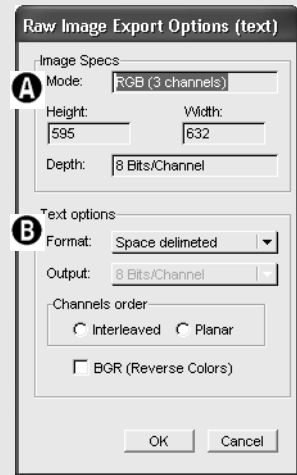 Raw Image Export Options (text)
Image Specs
A
Mode: RGB (3 channels)
Height: Width:
595 632
Depth: 8 Bits/Channel
Text options
B
Format: Space delimeted
Output: 8 Bits/Channel
Channels order
Interleaved Planar
BGR (Reverse Colors)
OK Cancel